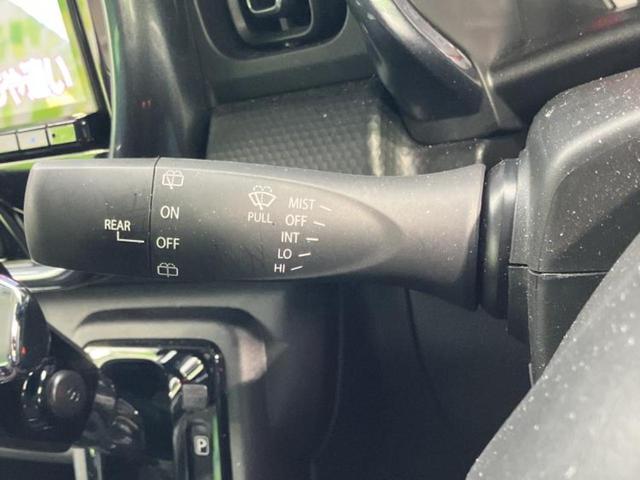 MIST
ON
OFF
PULL
REAR
INT
OFF
LO
HI
P